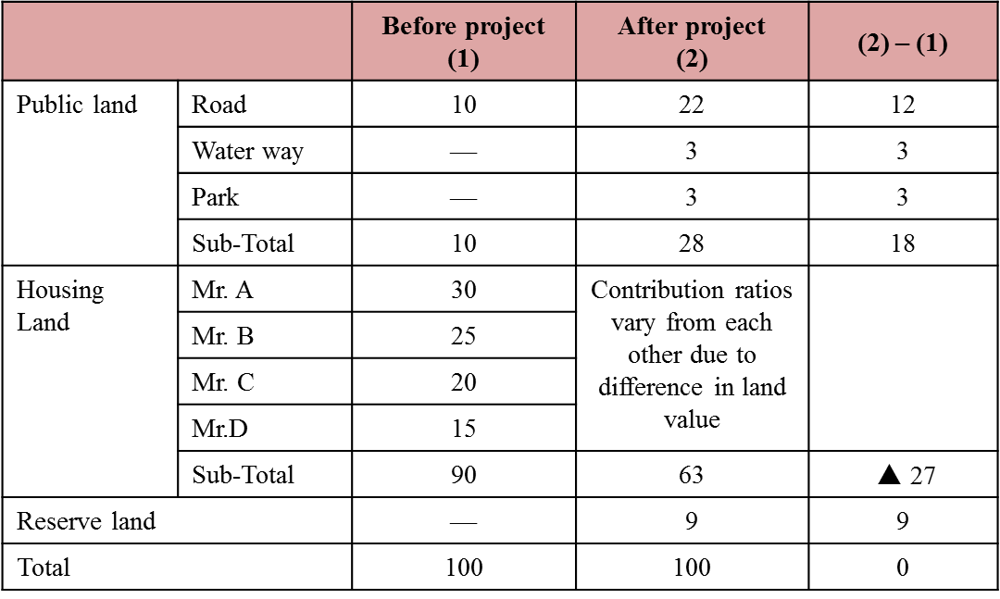 Before project (1) After project (2) (2) – (1)
Public land Road 10 22 12
Water way — 3 3
Park — 3 3
Sub-Total 10 28 18
Housing Land Mr. A 30 Contribution ratios vary from each other due to difference in land value
Mr. B 25
Mr. C 20
Mr.D 15
Sub-Total 90 63 ▲ 27
Reserve land — 9 9
Total 100 100 0